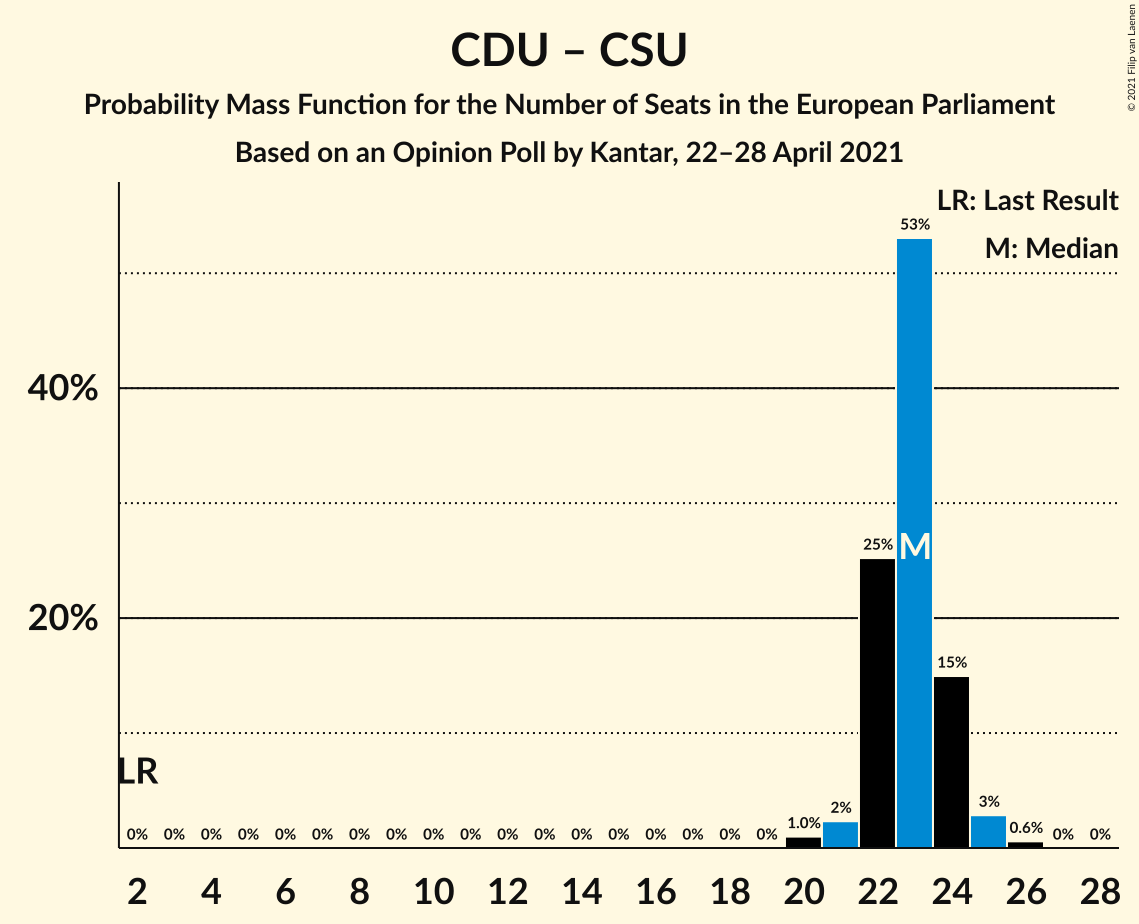 CDU – CSU
Probability Mass Function for the Number of Seats in the European Parliament
Based on an Opinion Poll by Kantar, 22–28 April 2021
© 2021 Filip van Laenen
LR: Last Result
M: Median
53%
40%
25%
M
20%
15%
LR
0% 0% 0% 0% 0% 0% 0% 0% 0% 0% 0% 0% 0% 0% 0% 0% 0% 0% 1.0% 2% 3% 0.6% 0% 0%
2 4 6 8 10 12 14 16 18 20 22 24 26 28